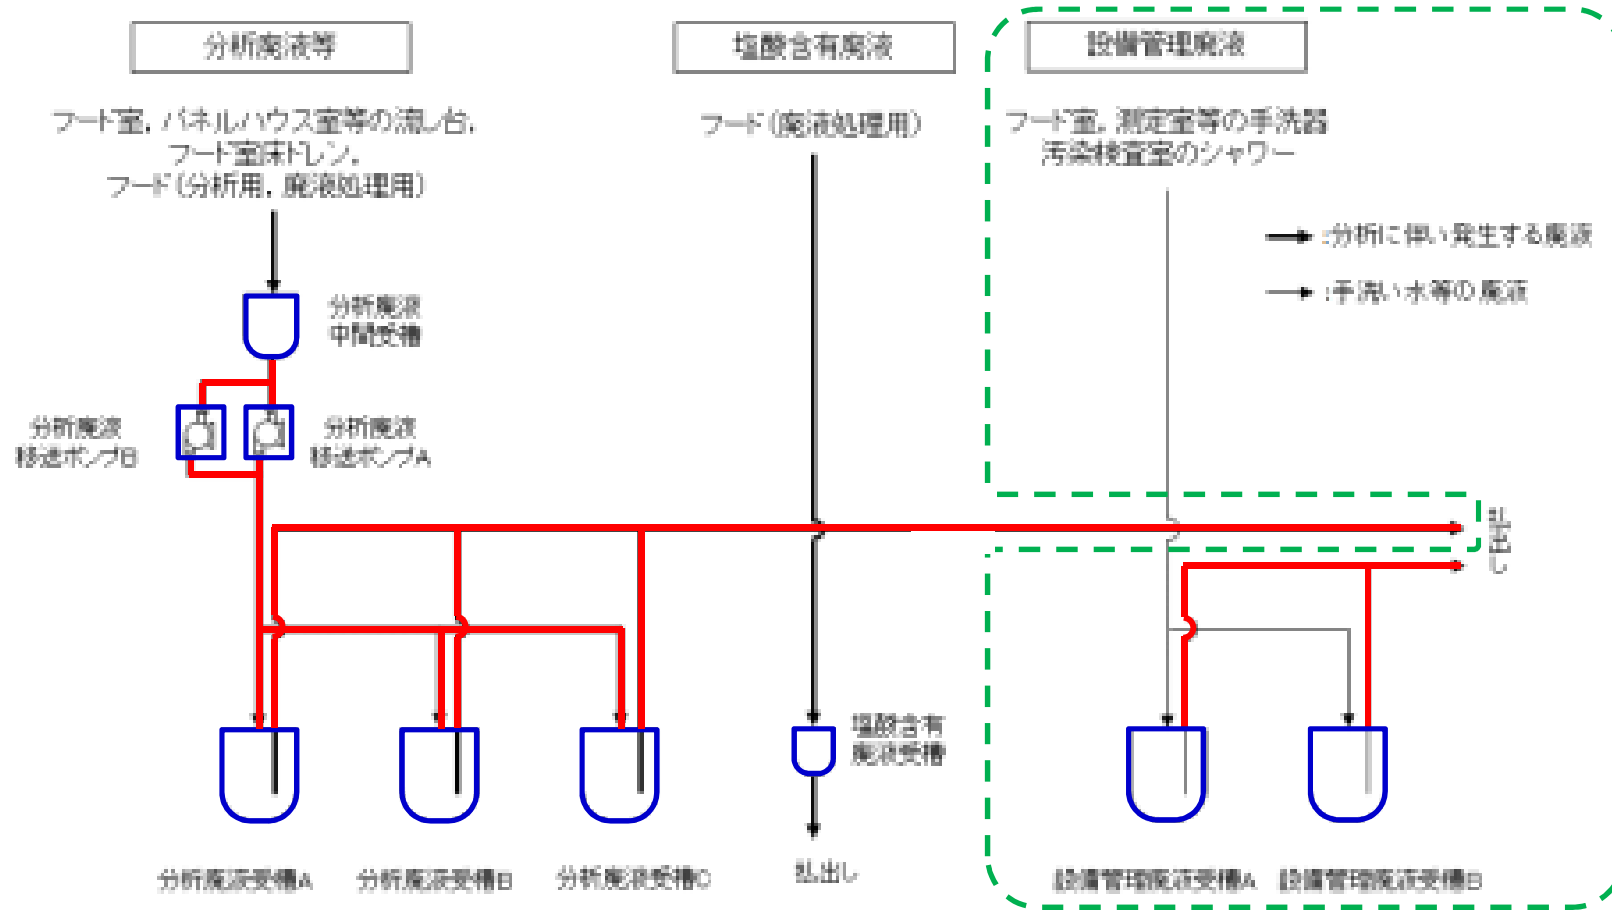 分析廃液等
塩酸含有廃液
設備管理廃液
フード室，パネルハウス室等の流し台，
フード室床ドレン，
フード（分析用，廃液処理用）
フード（廃液処理用）
フード室，測定室等の手洗器
汚染検査室のシャワー
:分析に伴い発生する廃液
:手洗い水等の廃液
分析廃液
中間受槽
分析廃液
移送ポンプB
分析廃液
移送ポンプA
払出し
塩酸含有
廃液受槽
払出し
分析廃液受槽A
分析廃液受槽B
分析廃液受槽C
設備管理廃液受槽A
設備管理廃液受槽B